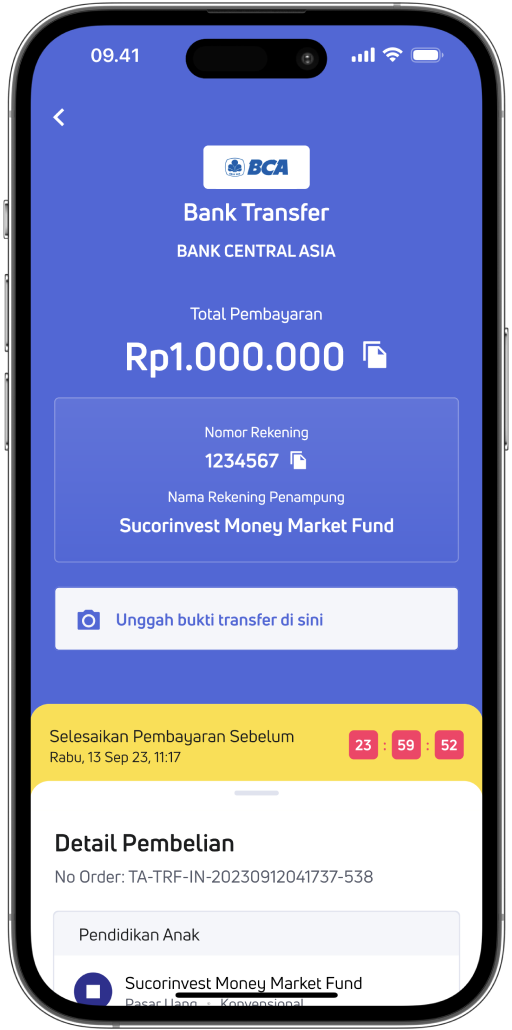 09.41
BCA
Bank Transfer
BANK CENTRAL ASIA
Total Pembayaran
Rp1.000.000
Nomor Rekening
1234567
Nama Rekening Penampung
Sucorinvest Money Market Fund
Unggah bukti transfer di sini
Selesaikan Pembayaran Sebelum
Rabu, 13 Sep 23, 11:17
23 : 59 : 52
Detail Pembelian
No Order: TA-TRF-IN-20230912041737-538
Pendidikan Anak
Sucorinvest Money Market Fund
Pasar Uang • Konvensional